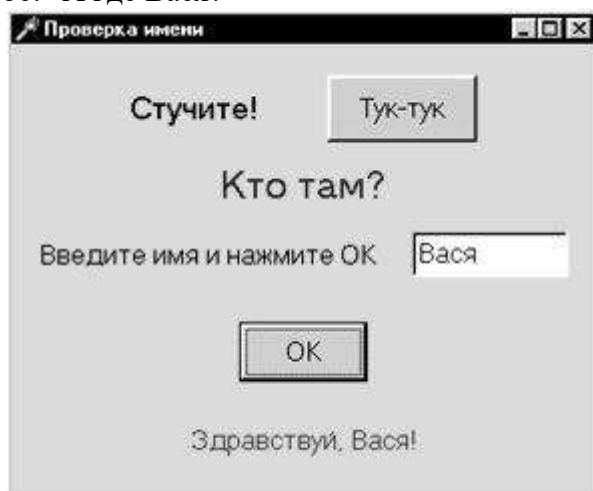 Проверка имени
Стучите! Тук-тук
Кто там?
Введите имя и нажмите OK Вася
OK
Здравствуй, Вася!